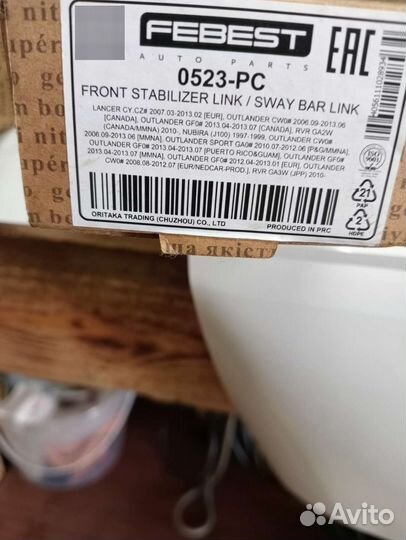 FEBEST
AUTO PARTS
EAC
0523-PC
FRONT STABILIZER LINK / SWAY BAR LINK
LANCER CY,CZ# 2007.03-2013.02 [EUR], OUTLANDER CW0# 2006.09-2013.06
[CANADA], OUTLANDER GF0# 2013.04-2013.07 [CANADA], RVR GA2W
(CANADA/MMNA) 2010-, NUBIRA (J100) 1997-1999, OUTLANDER CW0#
2006.09-2013.06 [MMNA], OUTLANDER SPORT GA0# 2010.07-2012.06 [P&G/MMNA],
OUTLANDER GF0# 2013.04-2013.07 [PUERTO RICO&GUAM], OUTLANDER GF0#
2013.04-2013.07 [MMNA], OUTLANDER GF0# 2012.04-2013.01 [EUR], OUTLANDER
CW0# 2008.08-2012.07 [EUR/NEDCAR-PROD.], RVR GA3W (JPP) 2010-
ORITAKA TRADING (CHUZHOU) CO., LTD
PRODUCED IN PRC
ISO
9001
21
PAP
2
HDPE
ща якіст
Avito